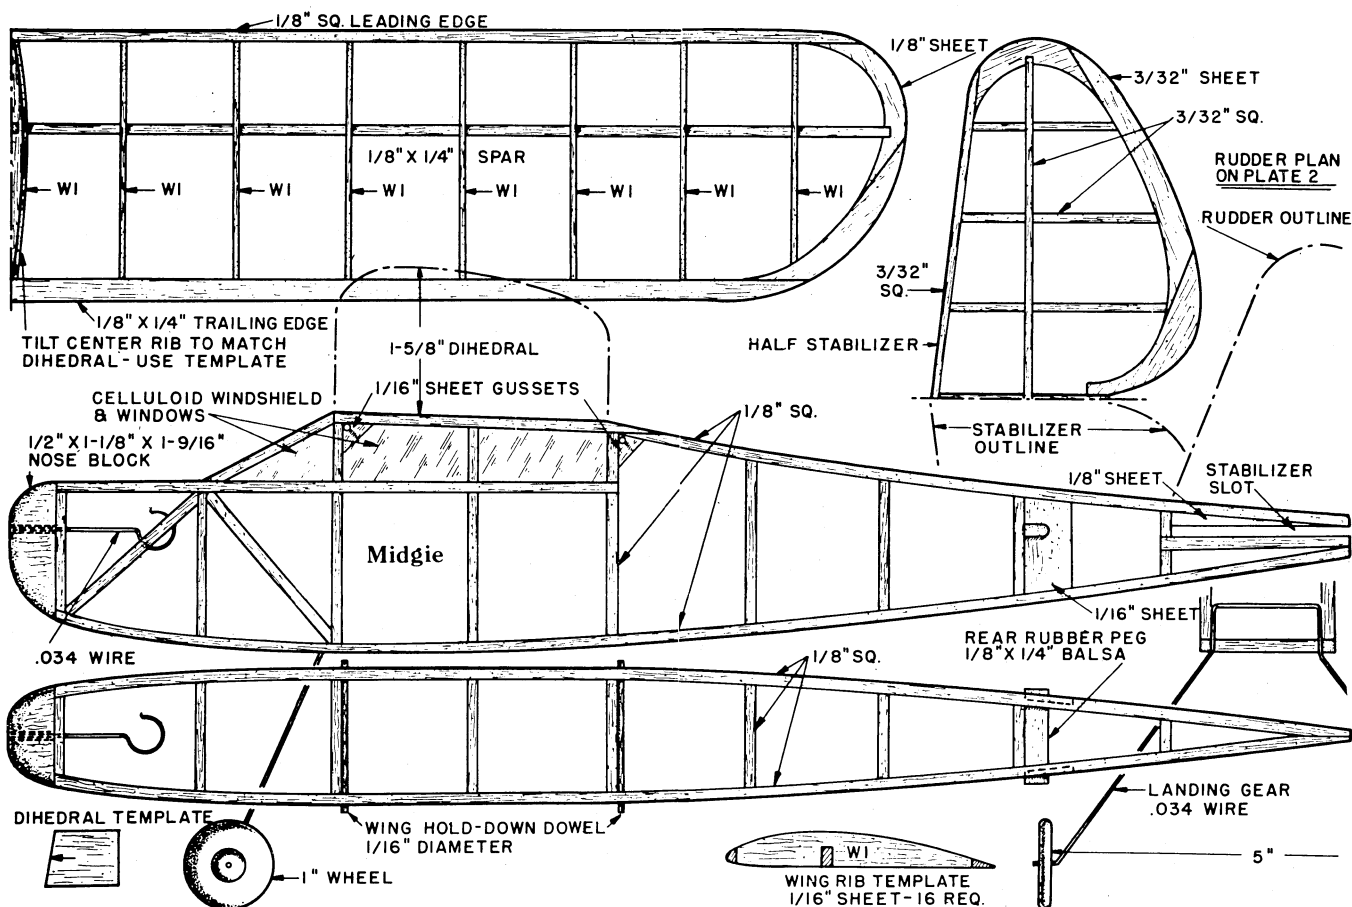 1/8" SQ. LEADING EDGE
1/8" SHEET
3/32" SHEET
3/32" SQ.
1/8" X 1/4" SPAR
RUDDER PLAN
ON PLATE 2
W1 W1 W1 W1 W1 W1 W1 W1
RUDDER OUTLINE
3/32"
SQ.
1/8" X 1/4" TRAILING EDGE
TILT CENTER RIB TO MATCH
DIHEDRAL - USE TEMPLATE
1-5/8" DIHEDRAL
HALF STABILIZER
1/16" SHEET GUSSETS
CELLULOID WINDSHIELD
& WINDOWS
1/8" SQ.
STABILIZER
OUTLINE
1/2" X 1-1/8" X 1-9/16"
NOSE BLOCK
1/8" SHEET
STABILIZER
SLOT
Midgie
1/16" SHEET
.034 WIRE
REAR RUBBER PEG
1/8" X 1/4" BALSA
1/8" SQ.
LANDING GEAR
.034 WIRE
DIHEDRAL TEMPLATE
WING HOLD-DOWN DOWEL
1/16" DIAMETER
W1
5"
1" WHEEL
WING RIB TEMPLATE
1/16" SHEET - 16 REQ.